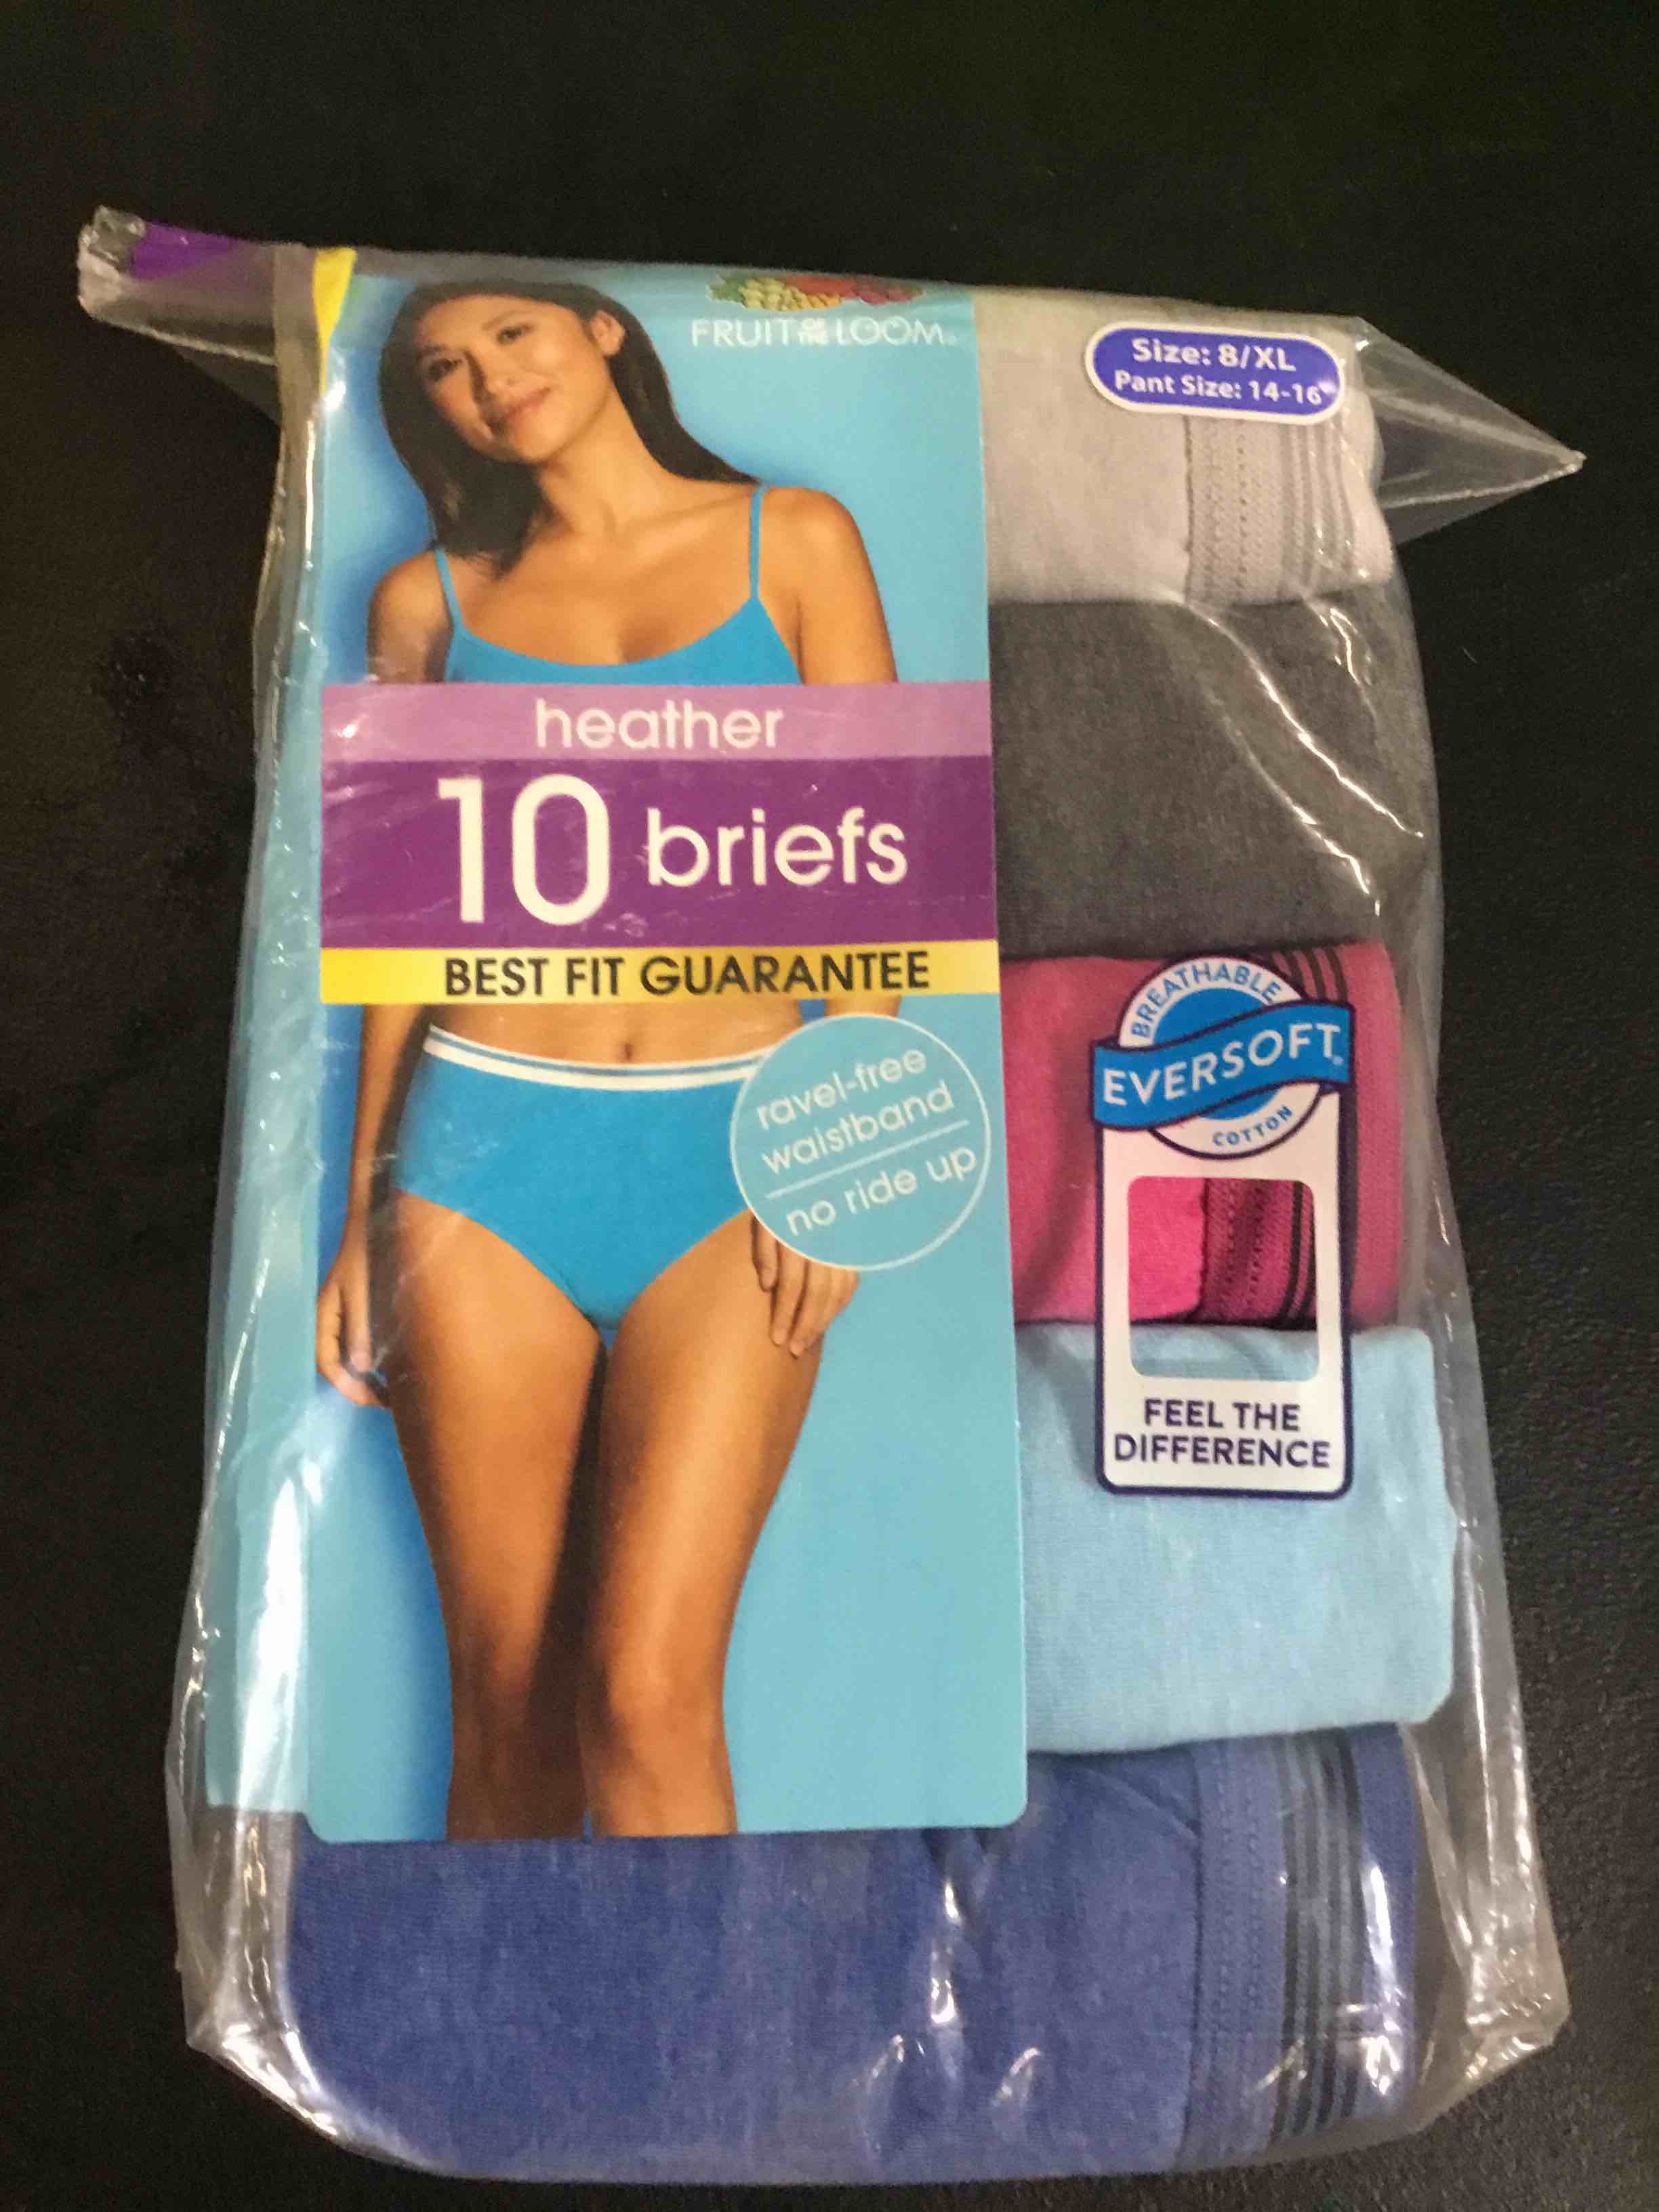 FRUIT OF THE LOOM®
Size: 8/XL
Pant Size: 14-16
heather
10 briefs
BEST FIT GUARANTEE
ravel-free
waistband
no ride up
BREATHABLE
EVERSOFT®
COTTON
FEEL THE
DIFFERENCE